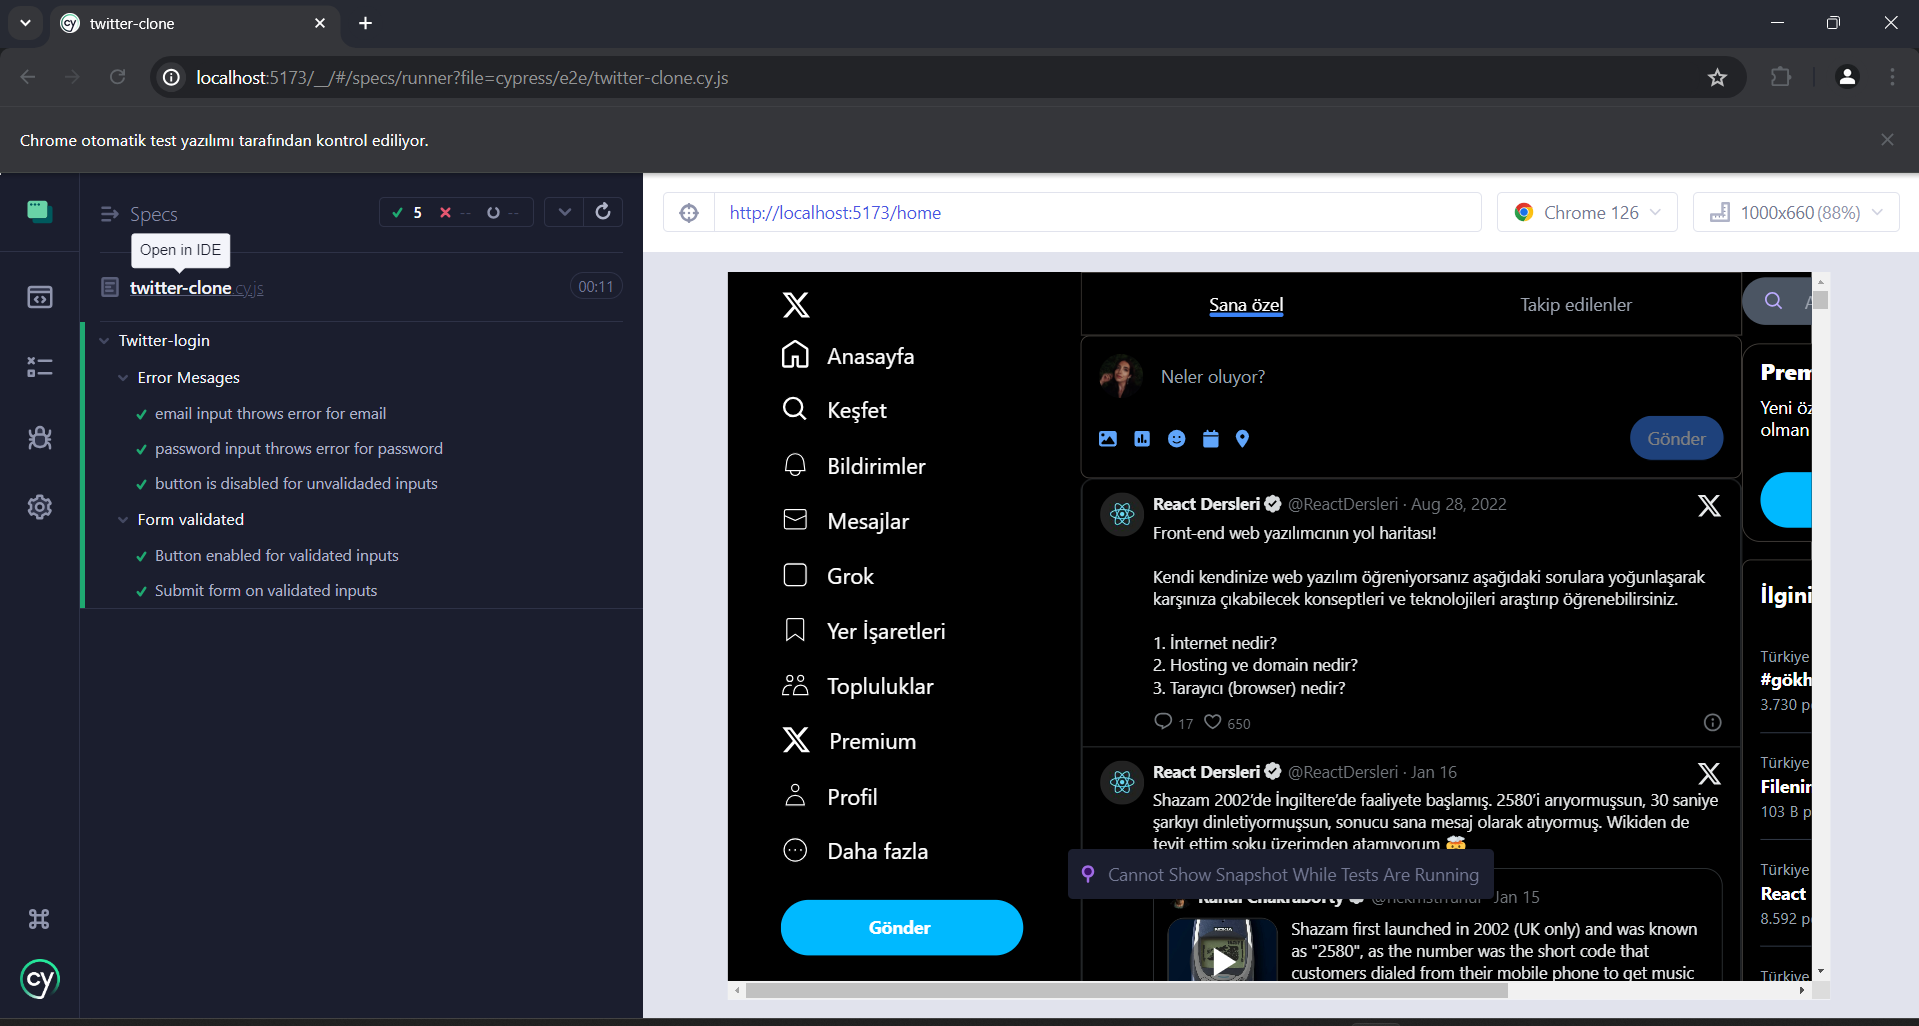 twitter-clone
localhost:5173/__/#/specs/runner?file=cypress/e2e/twitter-clone.cy.js
Chrome otomatik test yazılımı tarafından kontrol ediliyor.
Specs
5
--
--
Open in IDE
twitter-clone.cy.js
00:11
Twitter-login
Error Mesages
email input throws error for email
password input throws error for password
button is disabled for unvalidaded inputs
Form validated
Button enabled for validated inputs
Submit form on validated inputs
cy
http://localhost:5173/home
Chrome 126
1000x660 (88%)
Anasayfa
Keşfet
Bildirimler
Mesajlar
Grok
Yer İşaretleri
Topluluklar
Premium
Profil
Daha fazla
Gönder
Sana özel
Takip edilenler
Neler oluyor?
Gönder
React Dersleri @ReactDersleri · Aug 28, 2022
Front-end web yazılımcının yol haritası!
Kendi kendinize web yazılım öğreniyorsanız aşağıdaki sorulara yoğunlaşarak
karşınıza çıkabilecek konseptleri ve teknolojileri araştırıp öğrenebilirsiniz.
1. İnternet nedir?
2. Hosting ve domain nedir?
3. Tarayıcı (browser) nedir?
17
650
React Dersleri @ReactDersleri · Jan 16
Shazam 2002'de İngiltere'de faaliyete başlamış. 2580'i arıyormuşsun, 30 saniye
şarkıyı dinletiyormuşsun, sonucu sana mesaj olarak atıyormuş. Wikiden de
teyit ettim şoku üzerimden atamıyorum 🤯
Cannot Show Snapshot While Tests Are Running
Jan 15
Shazam first launched in 2002 (UK only) and was known
as "2580", as the number was the short code that
customers dialed from their mobile phone to get music
NOKIA
Prem
Yeni öz
olman
İlgini
Türkiye
#gökh
3.730 p
Türkiye
Filenin
103 B p
Türkiye
React
8.592 p
Türkiye